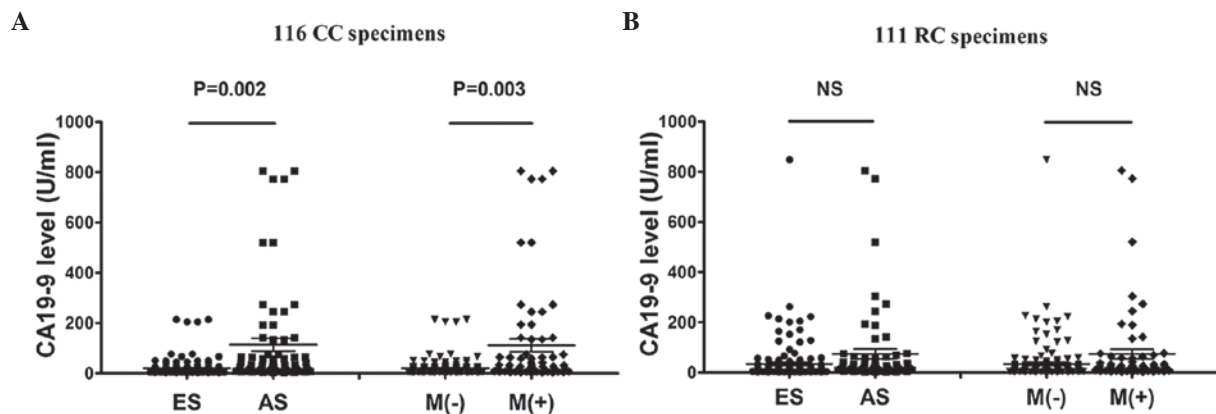 A
116 CC specimens
P=0.002
P=0.003
CA19-9 level (U/ml)
1000
800
600
400
200
0
ES
AS
M(-)
M(+)
B
111 RC specimens
NS
NS
CA19-9 level (U/ml)
1000
800
600
400
200
0
ES
AS
M(-)
M(+)